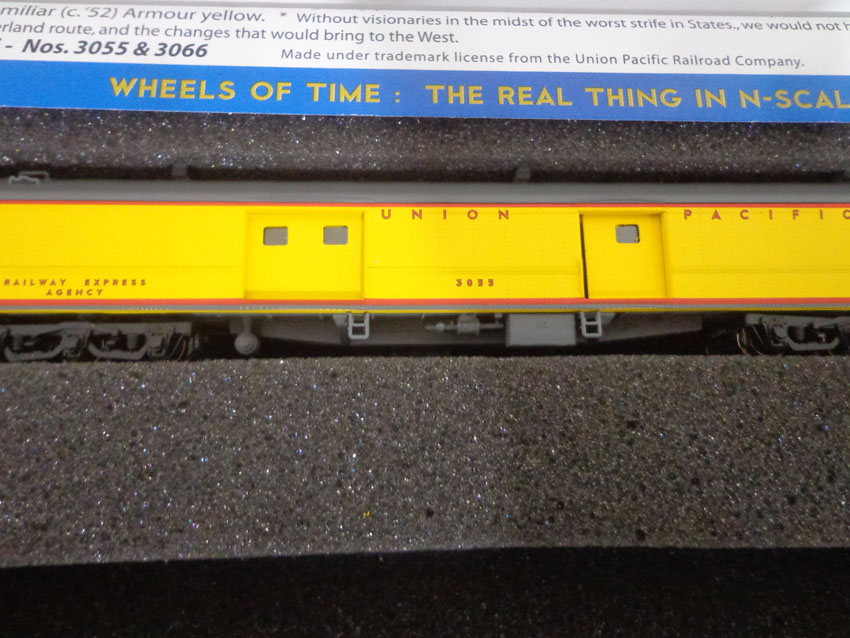 miliar (c. '52) Armour yellow. * Without visionaries in the midst of the worst strife in States., we would not h
erland route, and the changes that would bring to the West.
- Nos. 3055 & 3066 Made under trademark license from the Union Pacific Railroad Company.
WHEELS OF TIME : THE REAL THING IN N-SCAL
UNION PACIFIC
RAILWAY EXPRESS
AGENCY
3055